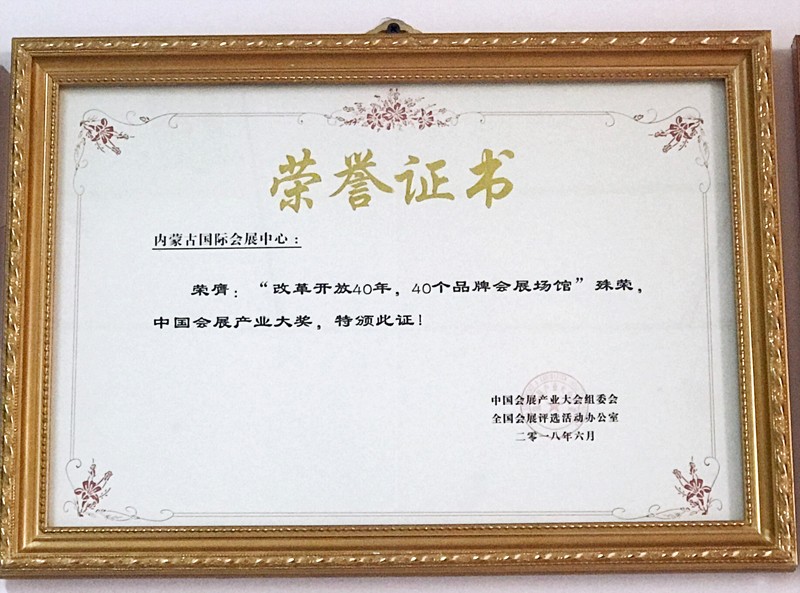 荣誉证书
内蒙古国际会展中心：
荣膺：“改革开放40年，40个品牌会展场馆”殊荣，
中国会展产业大奖，特颁此证！
中国会展产业大会组委会
全国会展评选活动办公室
二零一八年六月